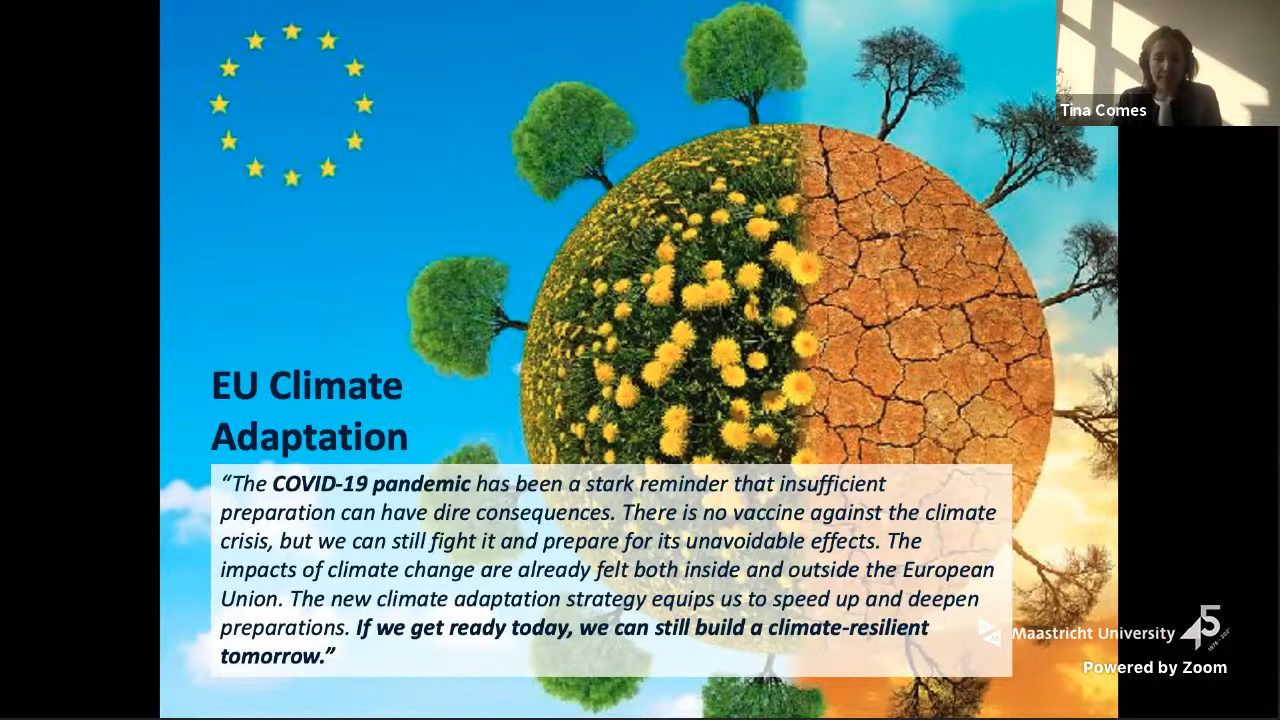 Tina Comes
EU Climate
Adaptation
“The COVID-19 pandemic has been a stark reminder that insufficient
preparation can have dire consequences. There is no vaccine against the climate
crisis, but we can still fight it and prepare for its unavoidable effects. The
impacts of climate change are already felt both inside and outside the European
Union. The new climate adaptation strategy equips us to speed up and deepen
preparations. If we get ready today, we can still build a climate-resilient
tomorrow.”
Maastricht University
45
Powered by Zoom